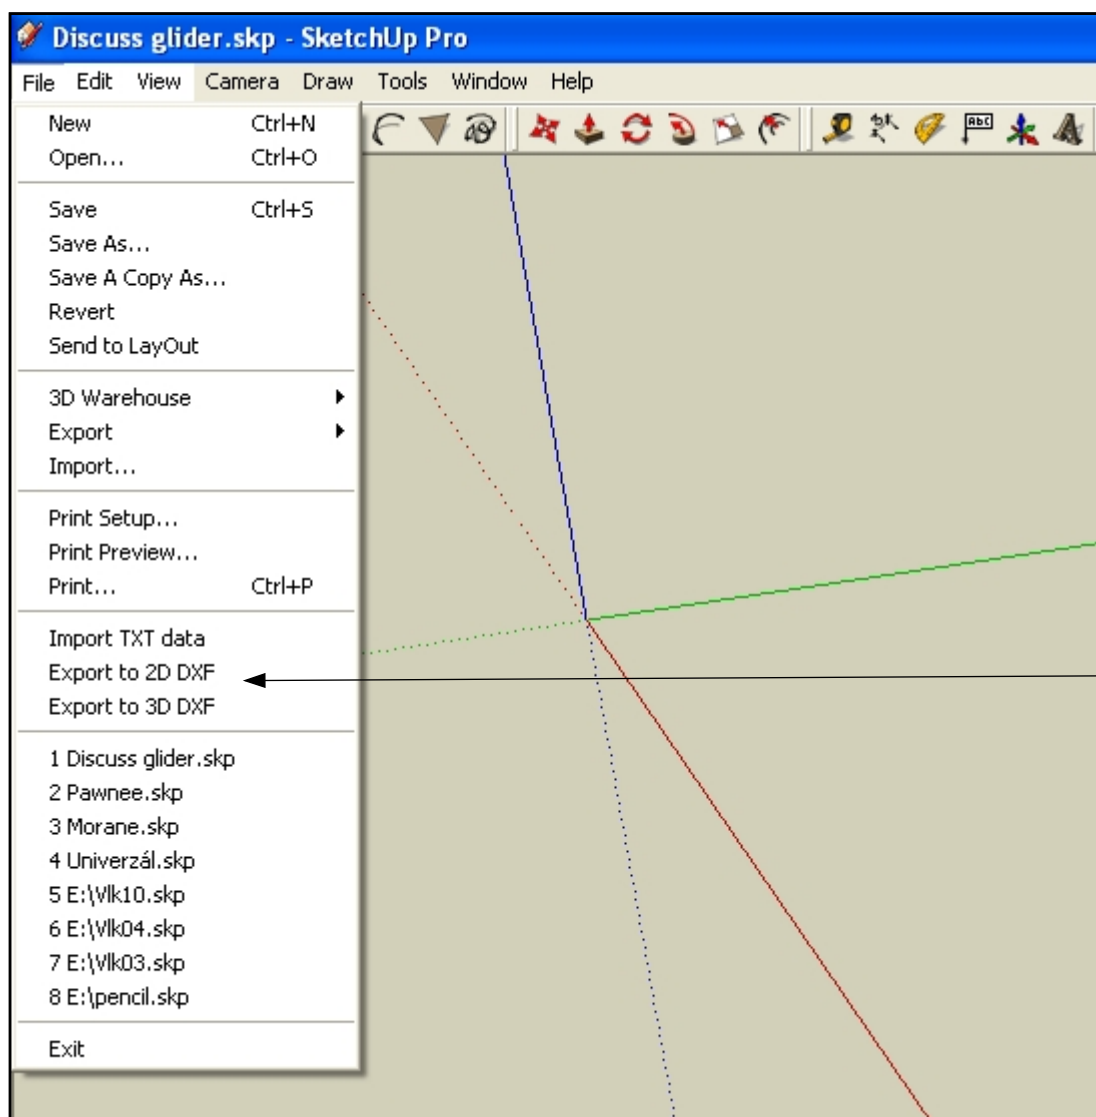 Discuss glider.skp - SketchUp Pro
File Edit View Camera Draw Tools Window Help
New Ctrl+N
Open... Ctrl+O
Save Ctrl+S
Save As...
Save A Copy As...
Revert
Send to LayOut
3D Warehouse
Export
Import...
Print Setup...
Print Preview...
Print... Ctrl+P
Import TXT data
Export to 2D DXF
Export to 3D DXF
1 Discuss glider.skp
2 Pawnee.skp
3 Morane.skp
4 Univerzál.skp
5 E:\Vlk10.skp
6 E:\Vlk04.skp
7 E:\Vlk03.skp
8 E:\pencil.skp
Exit